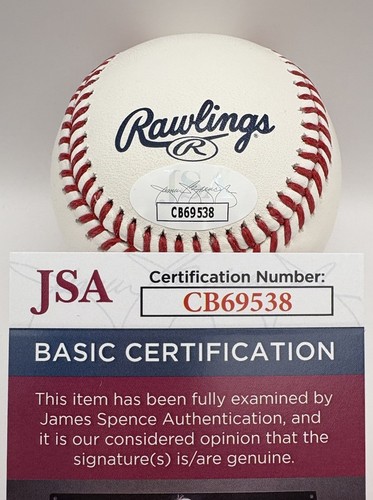 Rawlings
R
CB69538
JSA
Certification Number:
CB69538
BASIC CERTIFICATION
This item has been fully examined by
James Spence Authentication, and
it is our considered opinion that the
signature(s) is/are genuine.